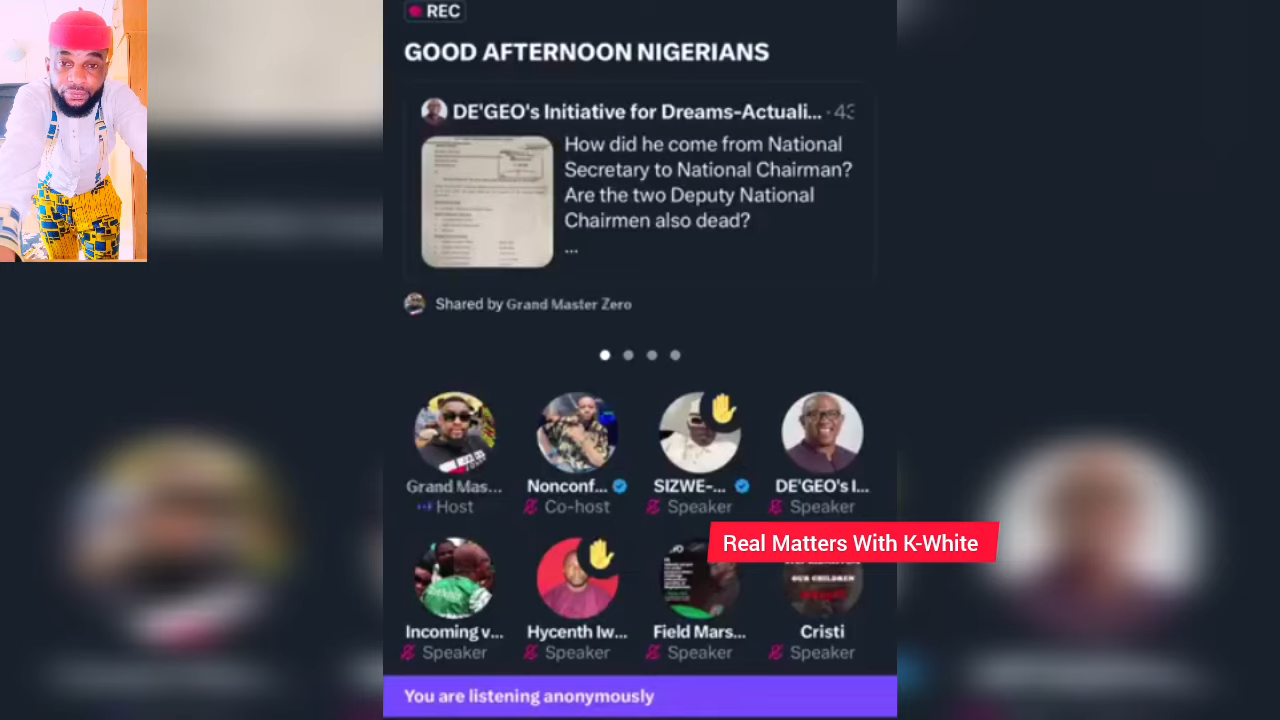 REC
GOOD AFTERNOON NIGERIANS
DE'GEO's Initiative for Dreams-Actuali... · 43
How did he come from National
Secretary to National Chairman?
Are the two Deputy National
Chairmen also dead?
...
Shared by Grand Master Zero
Grand Mas... Nonconf... SIZWE-... DE'GEO's I...
Host Co-host Speaker Speaker
Real Matters With K-White
OUR CHILDREN
Incoming v... Hycenth Iw... Field Mars... Cristi
Speaker Speaker Speaker Speaker
You are listening anonymously